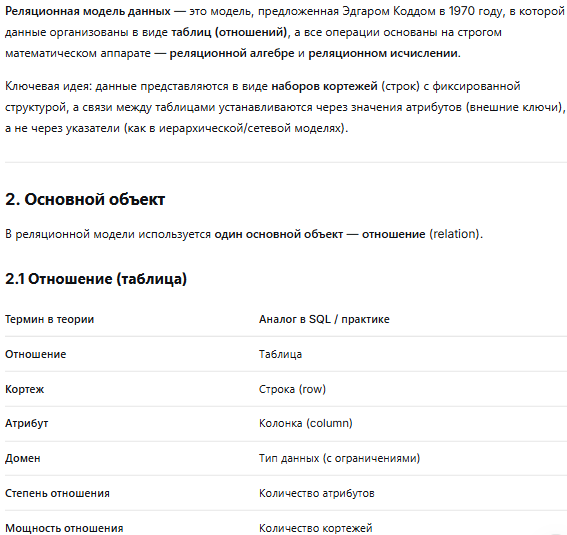 Реляционная модель данных — это модель, предложенная Эдгаром Коддом в 1970 году, в которой
данные организованы в виде таблиц (отношений), а все операции основаны на строгом
математическом аппарате — реляционной алгебре и реляционном исчислении.
Ключевая идея: данные представляются в виде наборов кортежей (строк) с фиксированной
структурой, а связи между таблицами устанавливаются через значения атрибутов (внешние ключи),
а не через указатели (как в иерархической/сетевой моделях).
2. Основной объект
В реляционной модели используется один основной объект — отношение (relation).
2.1 Отношение (таблица)
Термин в теории Аналог в SQL / практике
Отношение Таблица
Кортеж Строка (row)
Атрибут Колонка (column)
Домен Тип данных (с ограничениями)
Степень отношения Количество атрибутов
Мощность отношения Количество кортежей